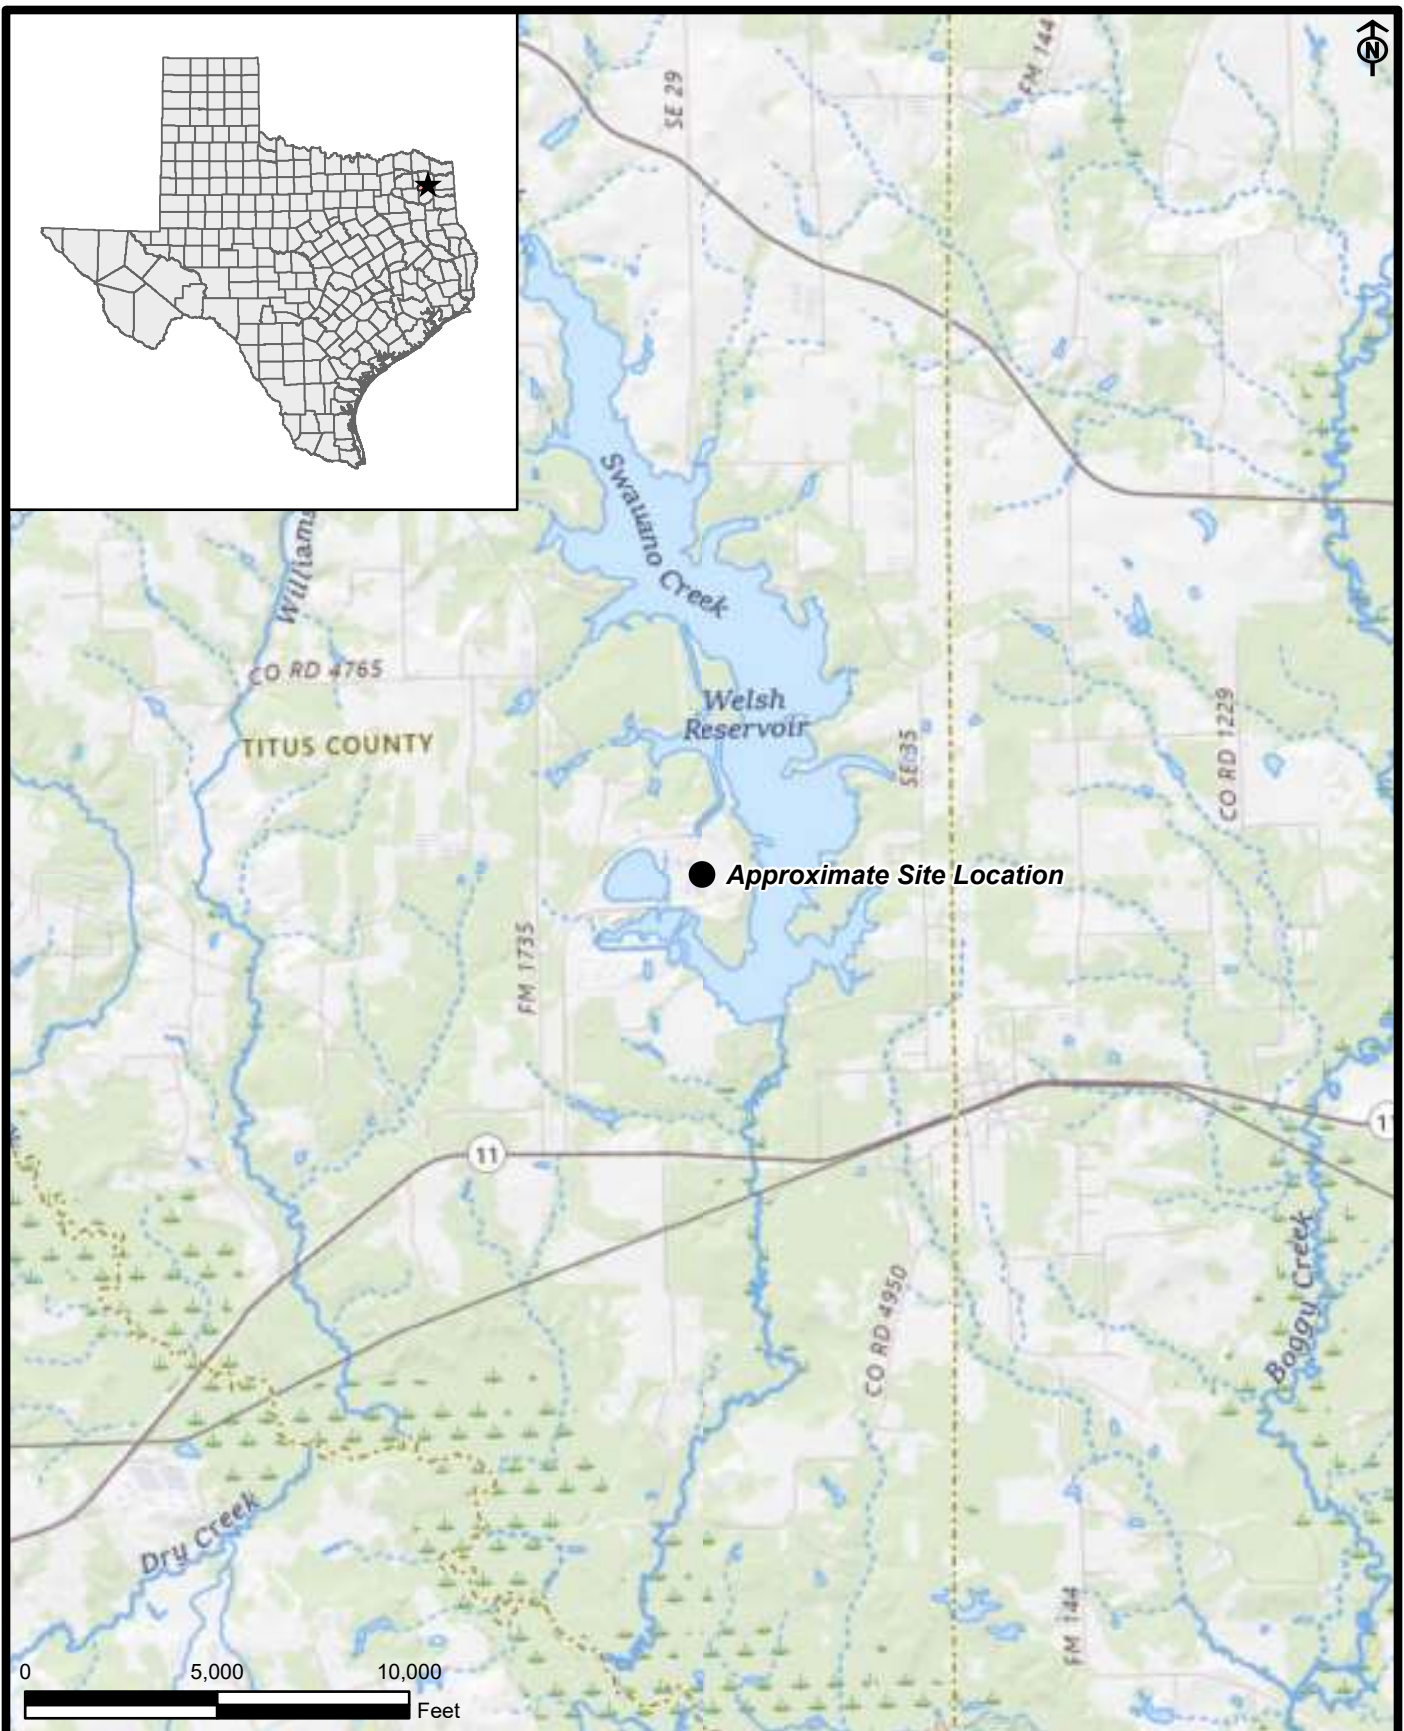 N
SE 29
FM 144
Swauano Creek
Williams
CO RD 4765
TITUS COUNTY
Welsh
Reservoir
SE 35
CO RD 1229
Approximate Site Location
FM 1735
11
11
CO RD 4950
Boggy Creek
Dry Creek
FM 144
0 5,000 10,000
Feet